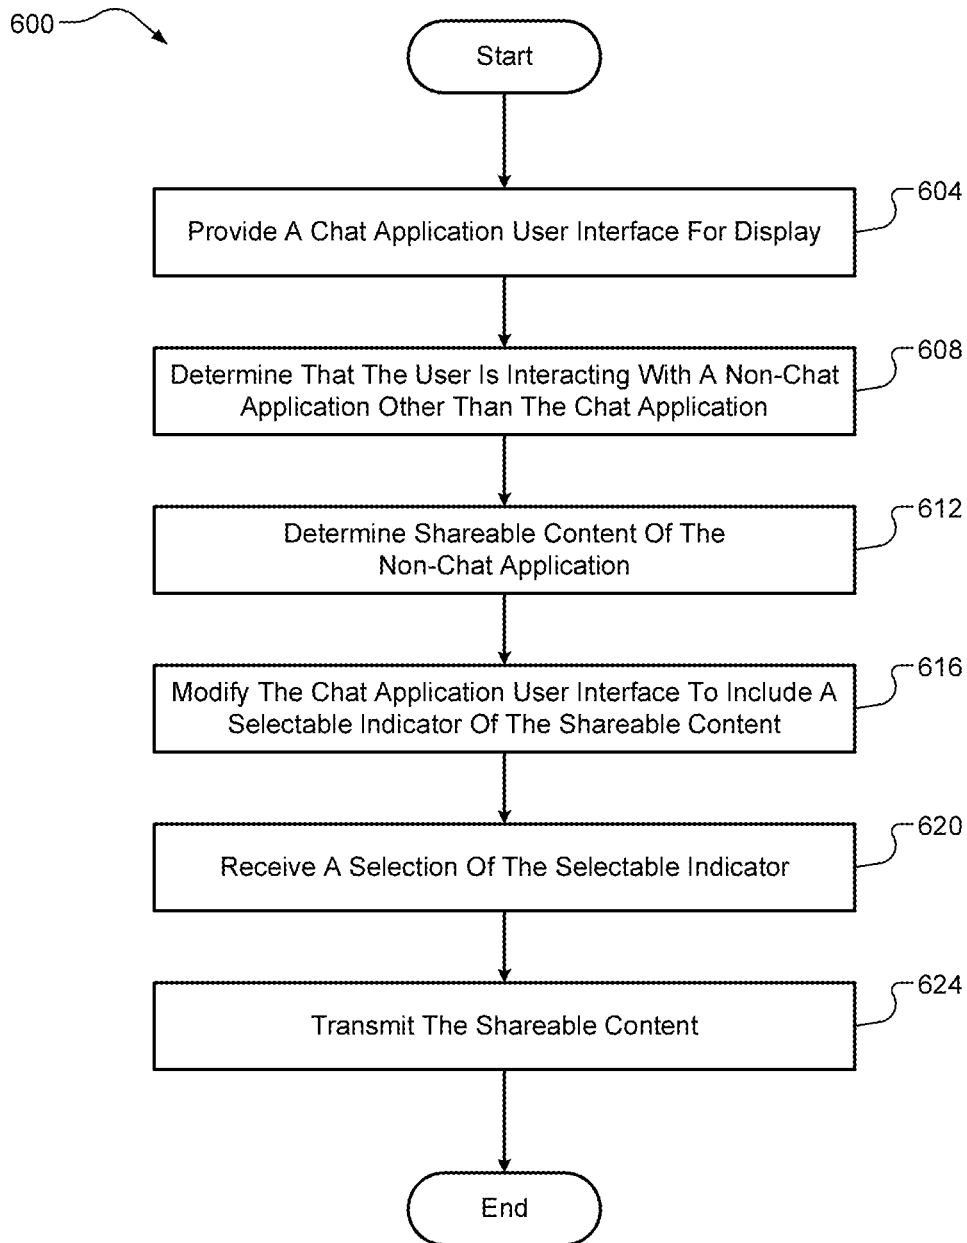 600
Start
604
Provide A Chat Application User Interface For Display
608
Determine That The User Is Interacting With A Non-Chat
Application Other Than The Chat Application
612
Determine Shareable Content Of The
Non-Chat Application
616
Modify The Chat Application User Interface To Include A
Selectable Indicator Of The Shareable Content
620
Receive A Selection Of The Selectable Indicator
624
Transmit The Shareable Content
End